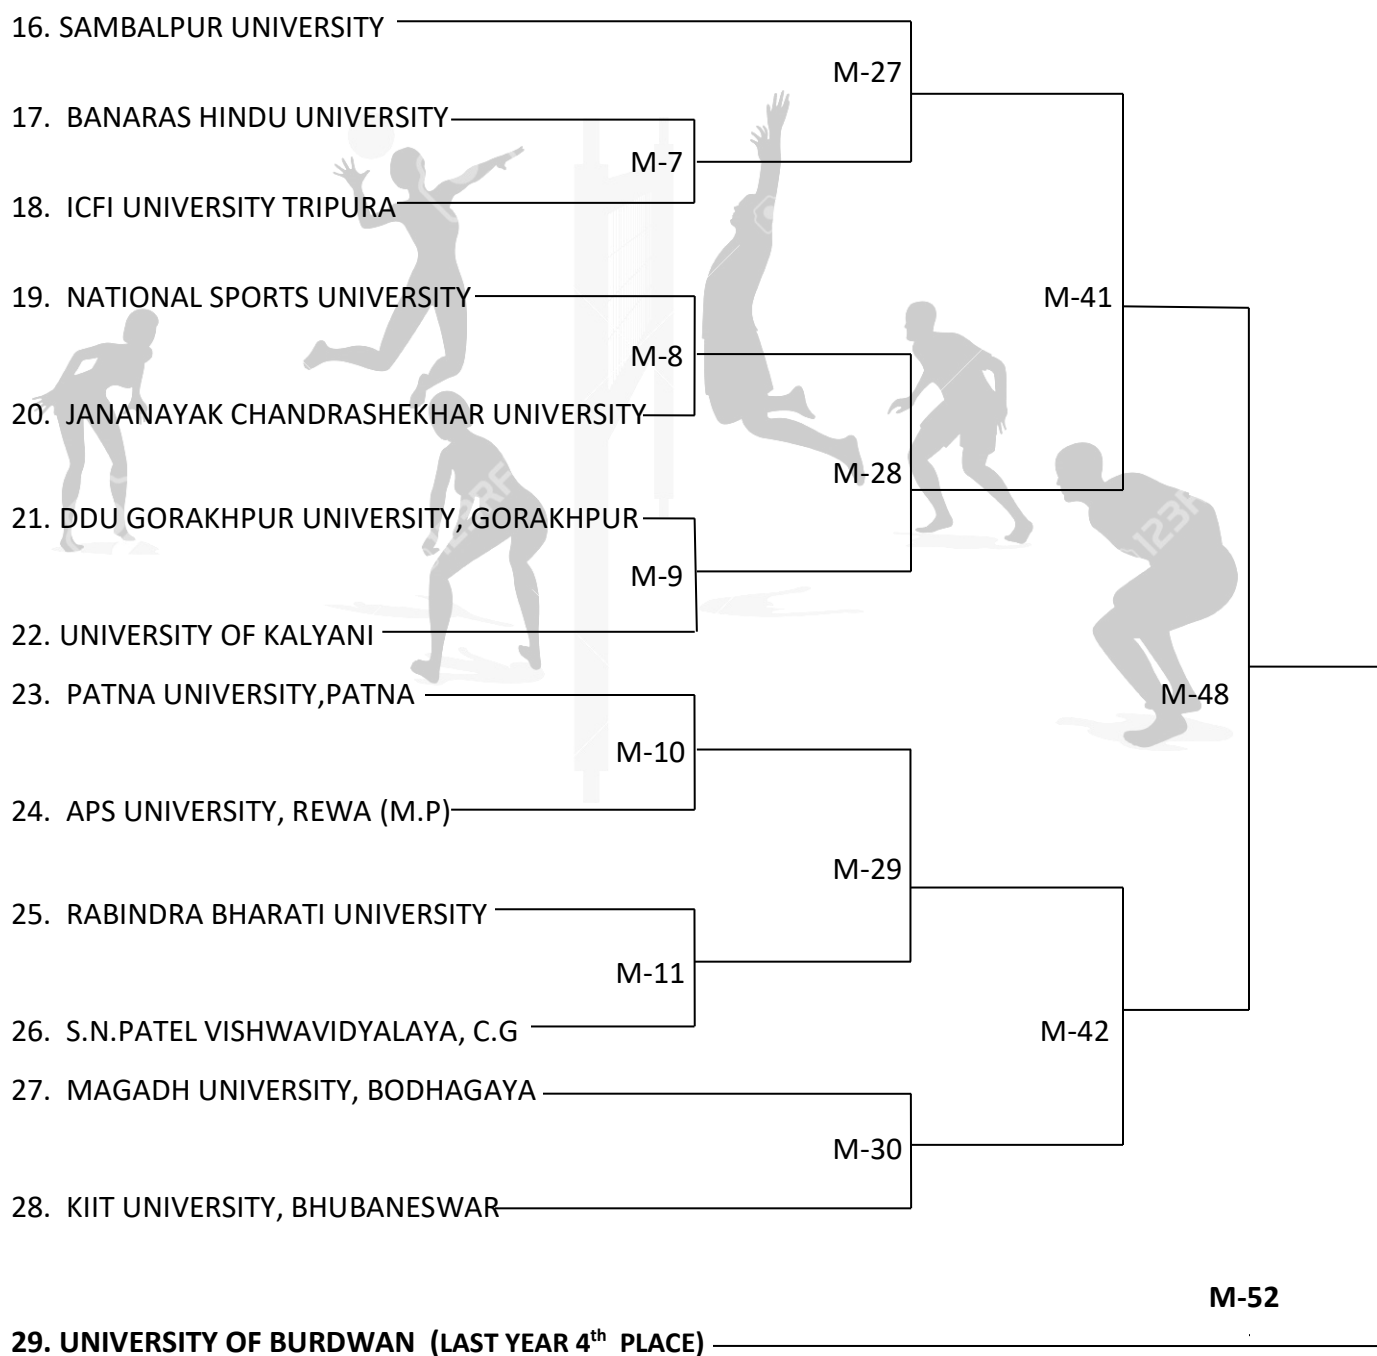 16. SAMBALPUR UNIVERSITY
M-27
17. BANARAS HINDU UNIVERSITY
M-7
18. ICFI UNIVERSITY TRIPURA
19. NATIONAL SPORTS UNIVERSITY
M-41
M-8
20. JANANAYAK CHANDRASHEKHAR UNIVERSITY
M-28
21. DDU GORAKHPUR UNIVERSITY, GORAKHPUR
M-9
22. UNIVERSITY OF KALYANI
23. PATNA UNIVERSITY,PATNA
M-48
M-10
24. APS UNIVERSITY, REWA (M.P)
M-29
25. RABINDRA BHARATI UNIVERSITY
M-11
26. S.N.PATEL VISHWAVIDYALAYA, C.G
M-42
27. MAGADH UNIVERSITY, BODHAGAYA
M-30
28. KIIT UNIVERSITY, BHUBANESWAR
M-52
29. UNIVERSITY OF BURDWAN (LAST YEAR 4th PLACE)